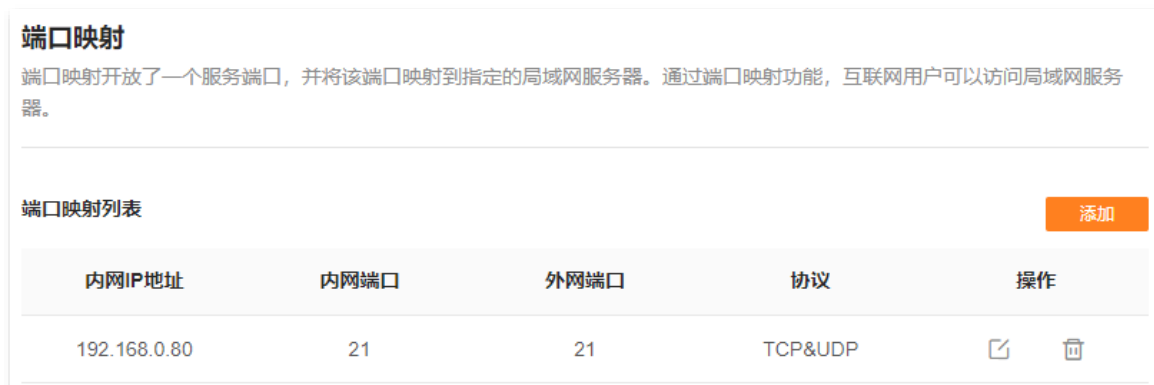 端口映射
端口映射开放了一个服务端口，并将该端口映射到指定的局域网服务器。通过端口映射功能，互联网用户可以访问局域网服务
器。
端口映射列表
添加
内网IP地址 内网端口 外网端口 协议 操作
192.168.0.80 21 21 TCP&UDP